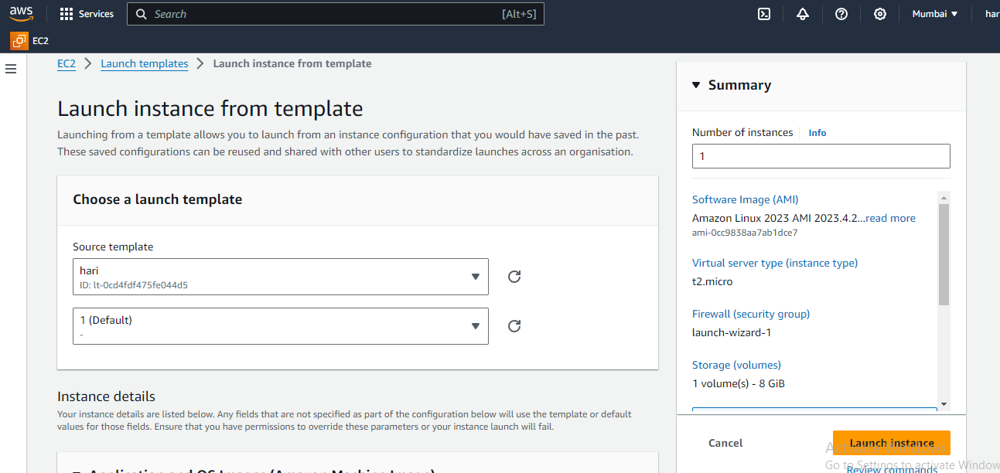 aws
Services
Search
[Alt+S]
Mumbai
har
EC2
EC2 > Launch templates > Launch instance from template
Launch instance from template
Launching from a template allows you to launch from an instance configuration that you would have saved in the past.
These saved configurations can be reused and shared with other users to standardize launches across an organisation.
Choose a launch template
Source template
hari
ID: lt-0cd4fdf475fe044d5
1 (Default)
-
Instance details
Your instance details are listed below. Any fields that are not specified as part of the configuration below will use the template or default
values for those fields. Ensure that you have permissions to override these parameters or your instance launch will fail.
Application and OS Images (Amazon Machine Image)
Summary
Number of instances
Info
1
Software Image (AMI)
Amazon Linux 2023 AMI 2023.4.2...read more
ami-0cc9838aa7ab1dce7
Virtual server type (instance type)
t2.micro
Firewall (security group)
launch-wizard-1
Storage (volumes)
1 volume(s) - 8 GiB
Cancel
Launch instance
Review commands
Activate Windows
Go to Settings to activate Window